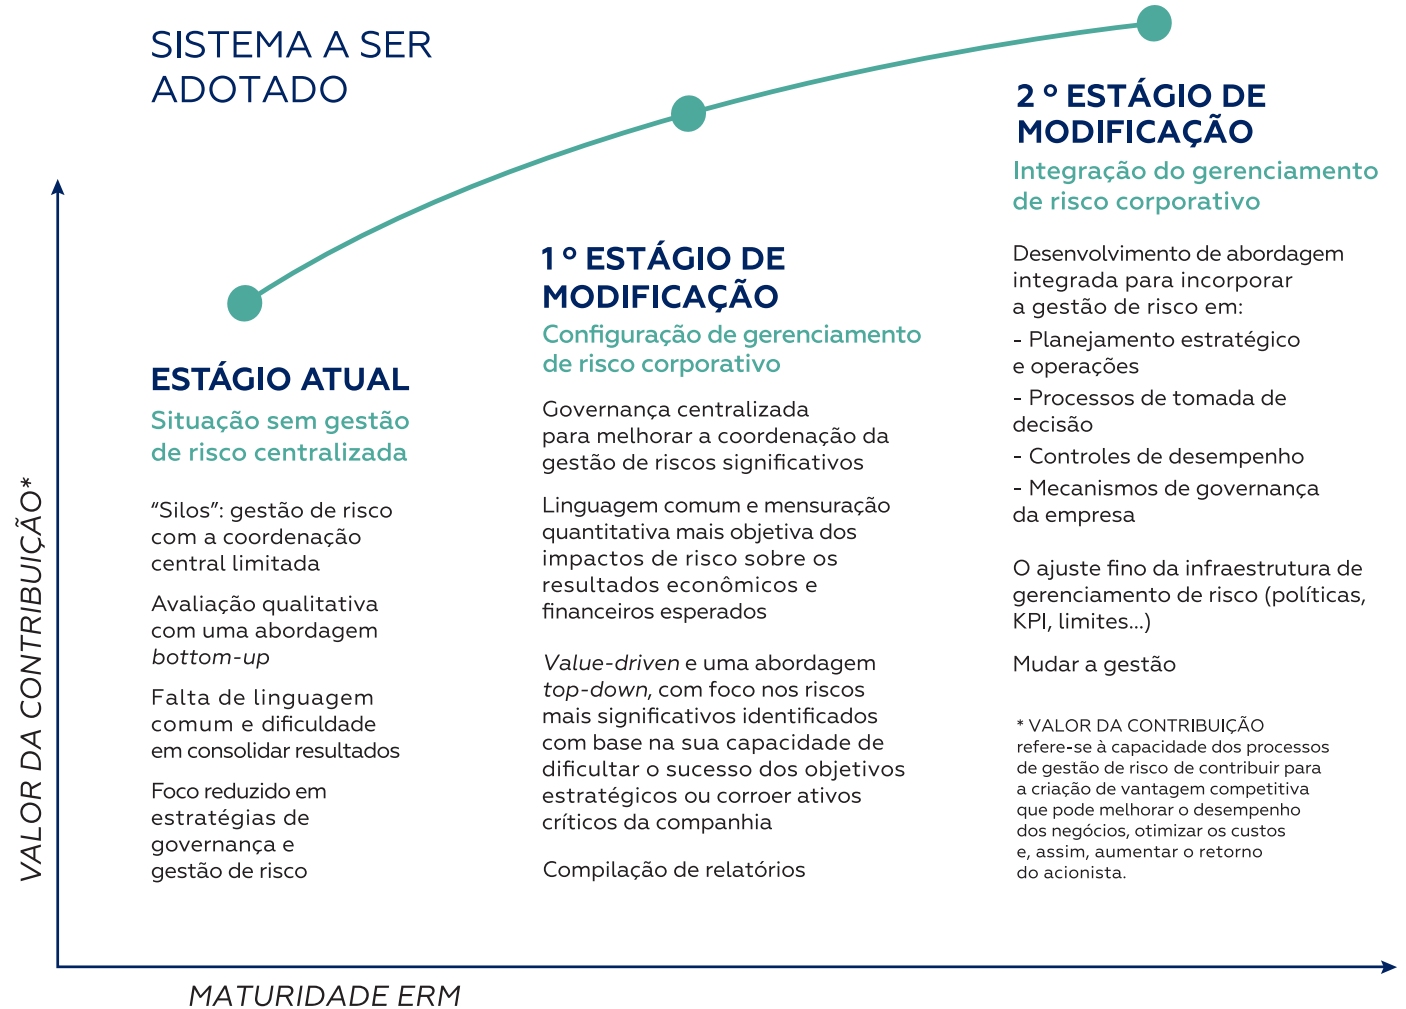 SISTEMA A SER
ADOTADO
VALOR DA CONTRIBUIÇÃO*
ESTÁGIO ATUAL
Situação sem gestão
de risco centralizada
“Silos”: gestão de risco
com a coordenação
central limitada
Avaliação qualitativa
com uma abordagem
bottom-up
Falta de linguagem
comum e dificuldade
em consolidar resultados
Foco reduzido em
estratégias de
governança e
gestão de risco
1 º ESTÁGIO DE
MODIFICAÇÃO
Configuração de gerenciamento
de risco corporativo
Governança centralizada
para melhorar a coordenação da
gestão de riscos significativos
Linguagem comum e mensuração
quantitativa mais objetiva dos
impactos de risco sobre os
resultados econômicos e
financeiros esperados
Value-driven e uma abordagem
top-down, com foco nos riscos
mais significativos identificados
com base na sua capacidade de
dificultar o sucesso dos objetivos
estratégicos ou corroer ativos
críticos da companhia
Compilação de relatórios
2 º ESTÁGIO DE
MODIFICAÇÃO
Integração do gerenciamento
de risco corporativo
Desenvolvimento de abordagem
integrada para incorporar
a gestão de risco em:
- Planejamento estratégico
e operações
- Processos de tomada de
decisão
- Controles de desempenho
- Mecanismos de governança
da empresa
O ajuste fino da infraestrutura de
gerenciamento de risco (políticas,
KPI, limites...)
Mudar a gestão
* VALOR DA CONTRIBUIÇÃO
refere-se à capacidade dos processos
de gestão de risco de contribuir para
a criação de vantagem competitiva
que pode melhorar o desempenho
dos negócios, otimizar os custos
e, assim, aumentar o retorno
do acionista.
MATURIDADE ERM